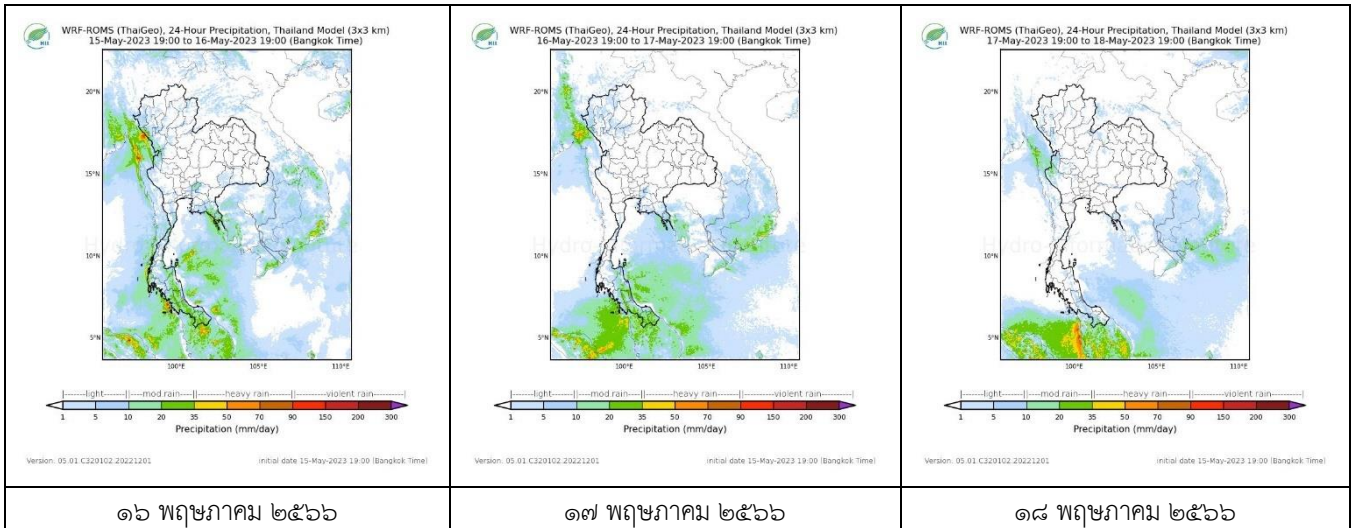 WRF-ROMS (ThaiGeo), 24-Hour Precipitation, Thailand Model (3x3 km)
15-May-2023 19:00 to 16-May-2023 19:00 (Bangkok Time)
20°N
15°N
10°N
5°N
100°E 105°E 110°E
light mod rain heavy rain violent rain
1 5 10 20 35 50 70 90 150 200 300
Precipitation (mm/day)
Version: 05.01.C320102.20221201 initial date 15-May-2023 19:00 (Bangkok Time)
๑๖ พฤษภาคม ๒๕๖๖
WRF-ROMS (ThaiGeo), 24-Hour Precipitation, Thailand Model (3x3 km)
16-May-2023 19:00 to 17-May-2023 19:00 (Bangkok Time)
20°N
15°N
10°N
5°N
100°E 105°E 110°E
light mod rain heavy rain violent rain
1 5 10 20 35 50 70 90 150 200 300
Precipitation (mm/day)
Version: 05.01.C320102.20221201 initial date 15-May-2023 19:00 (Bangkok Time)
๑๗ พฤษภาคม ๒๕๖๖
WRF-ROMS (ThaiGeo), 24-Hour Precipitation, Thailand Model (3x3 km)
17-May-2023 19:00 to 18-May-2023 19:00 (Bangkok Time)
20°N
15°N
10°N
5°N
100°E 105°E 110°E
light mod rain heavy rain violent rain
1 5 10 20 35 50 70 90 150 200 300
Precipitation (mm/day)
Version: 05.01.C320102.20221201 initial date 15-May-2023 19:00 (Bangkok Time)
๑๘ พฤษภาคม ๒๕๖๖